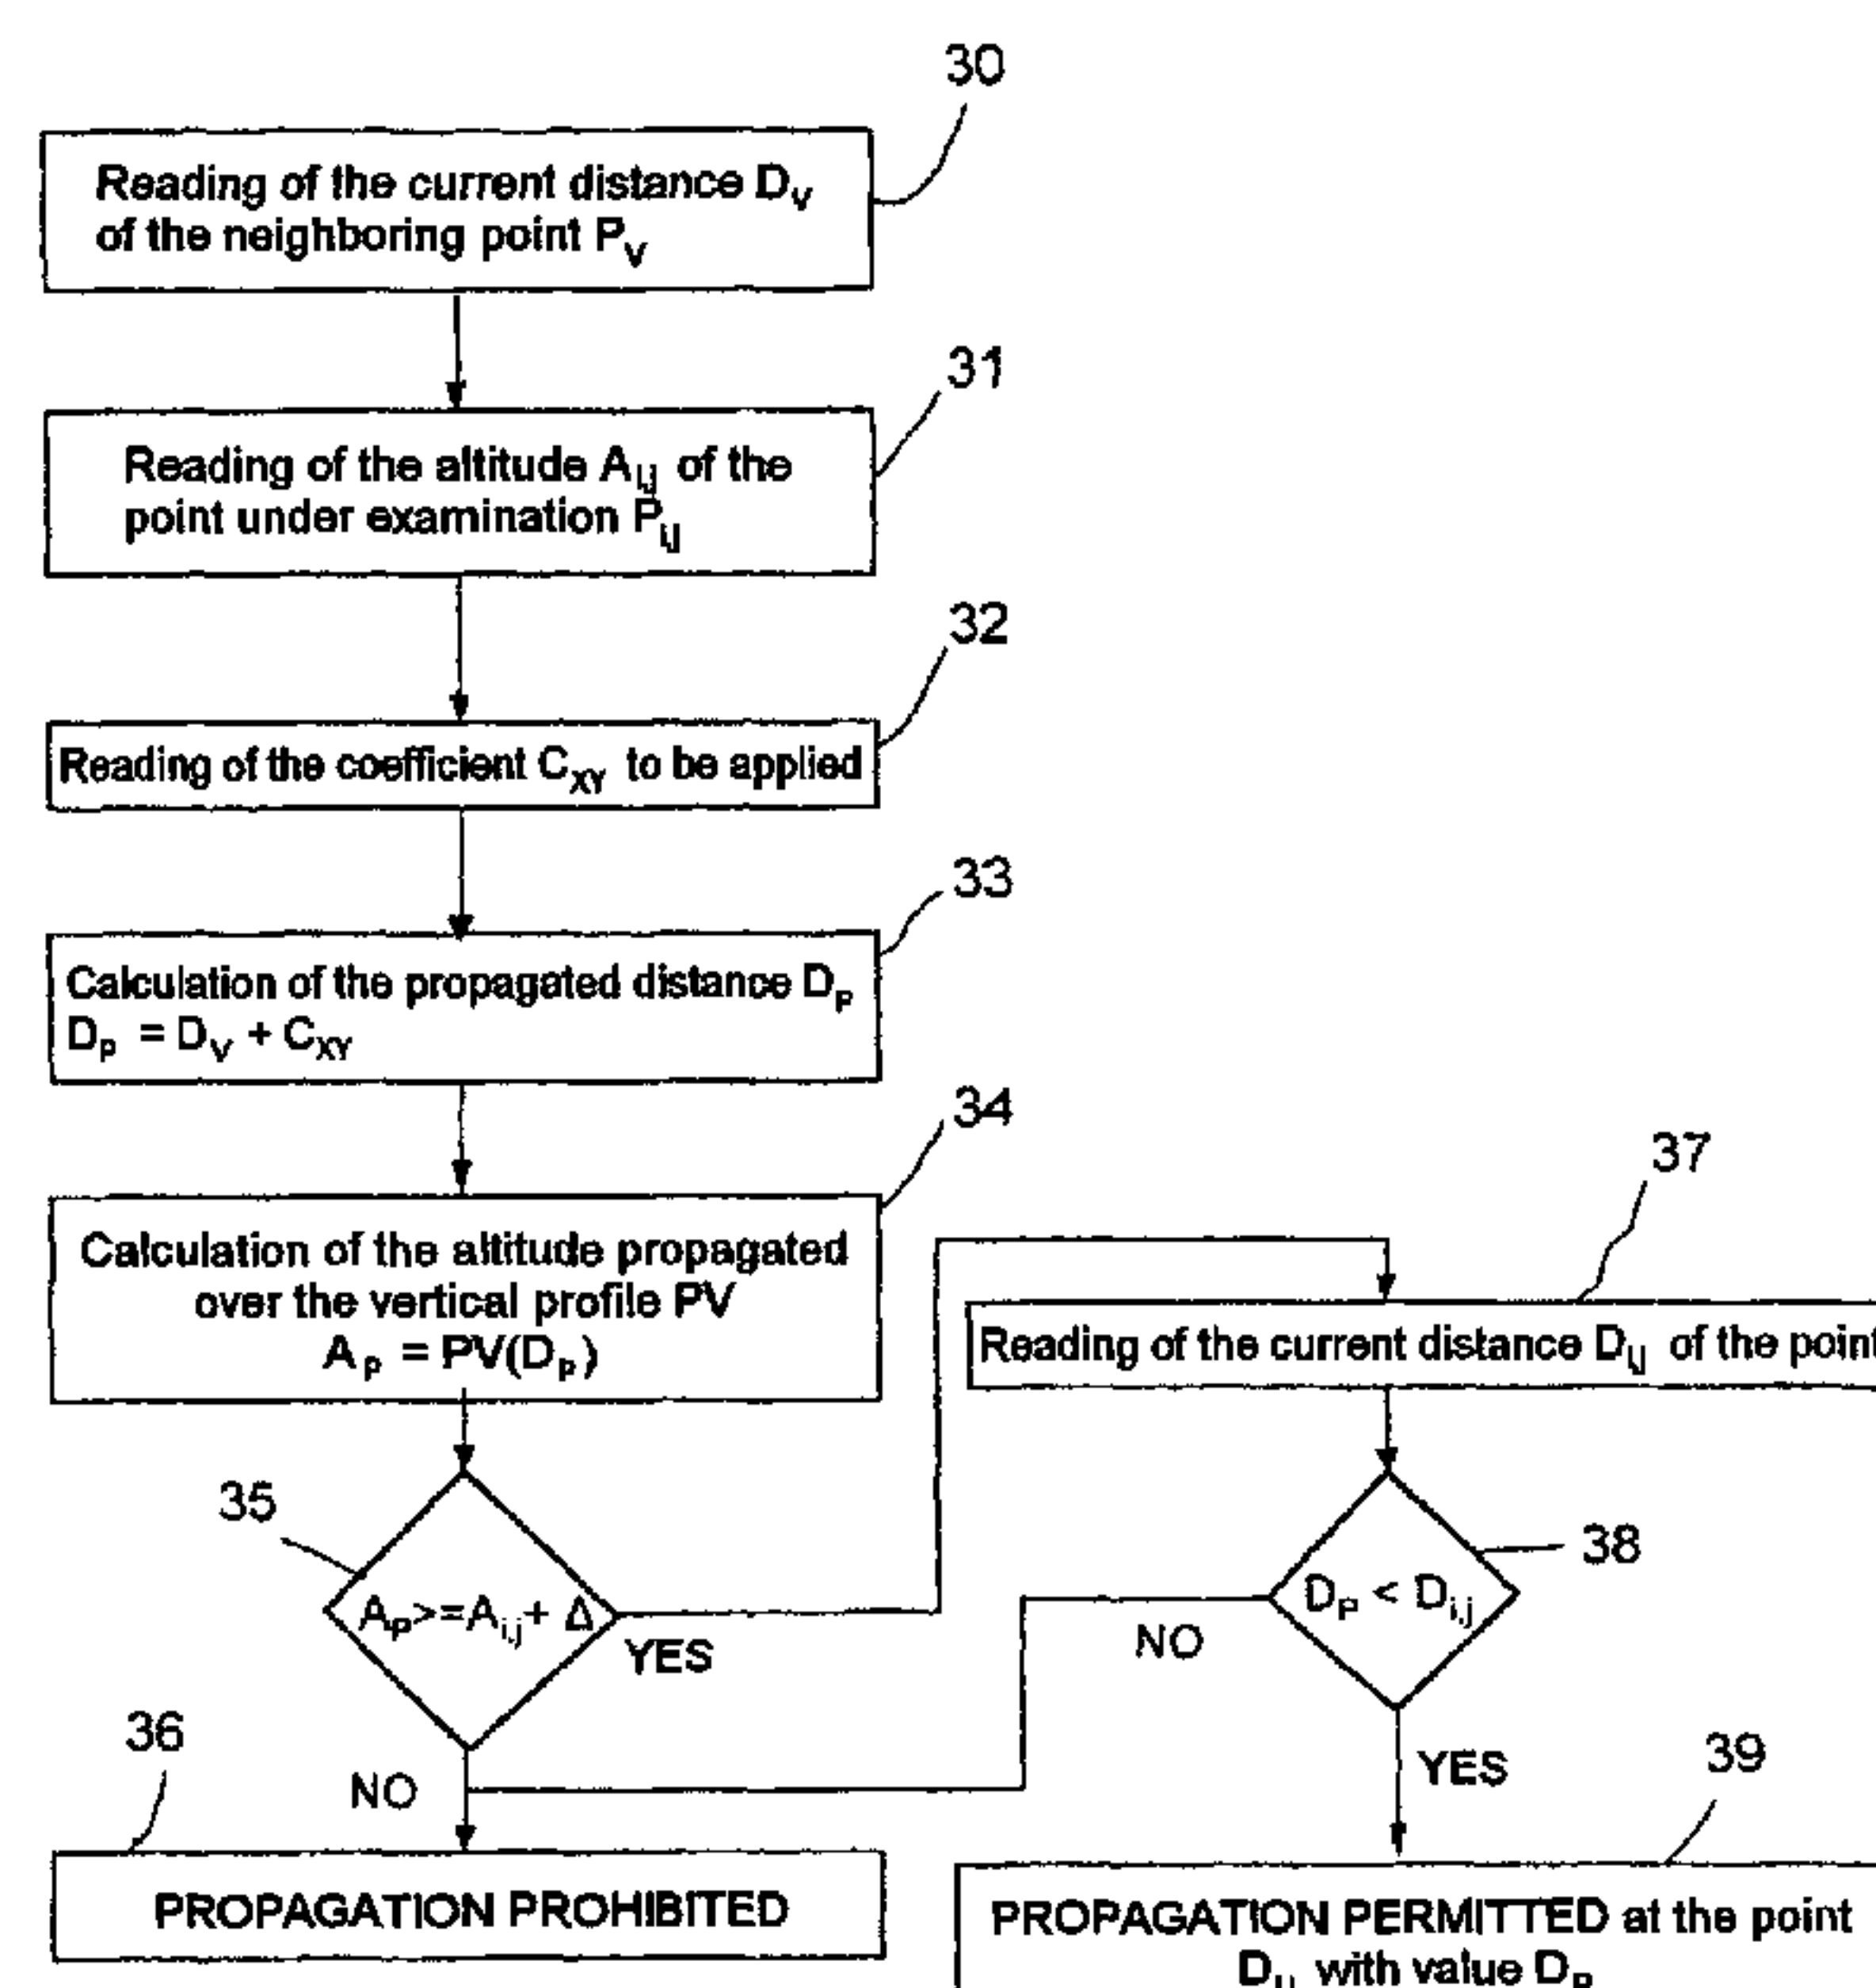 30
Reading of the current distance D_V
of the neighboring point P_V
31
Reading of the altitude A_i,j of the
point under examination P_i,j
32
Reading of the coefficient C_XY to be applied
33
Calculation of the propagated distance D_P
D_P = D_V + C_XY
34
Calculation of the altitude propagated
over the vertical profile PV
A_P = PV(D_P)
37
Reading of the current distance D_i,j of the point
35
A_P>=A_i,j+ Δ
YES
38
D_P < D_i,j
NO
36
NO
YES
39
PROPAGATION PROHIBITED
PROPAGATION PERMITTED at the point
D_i,j with value D_P